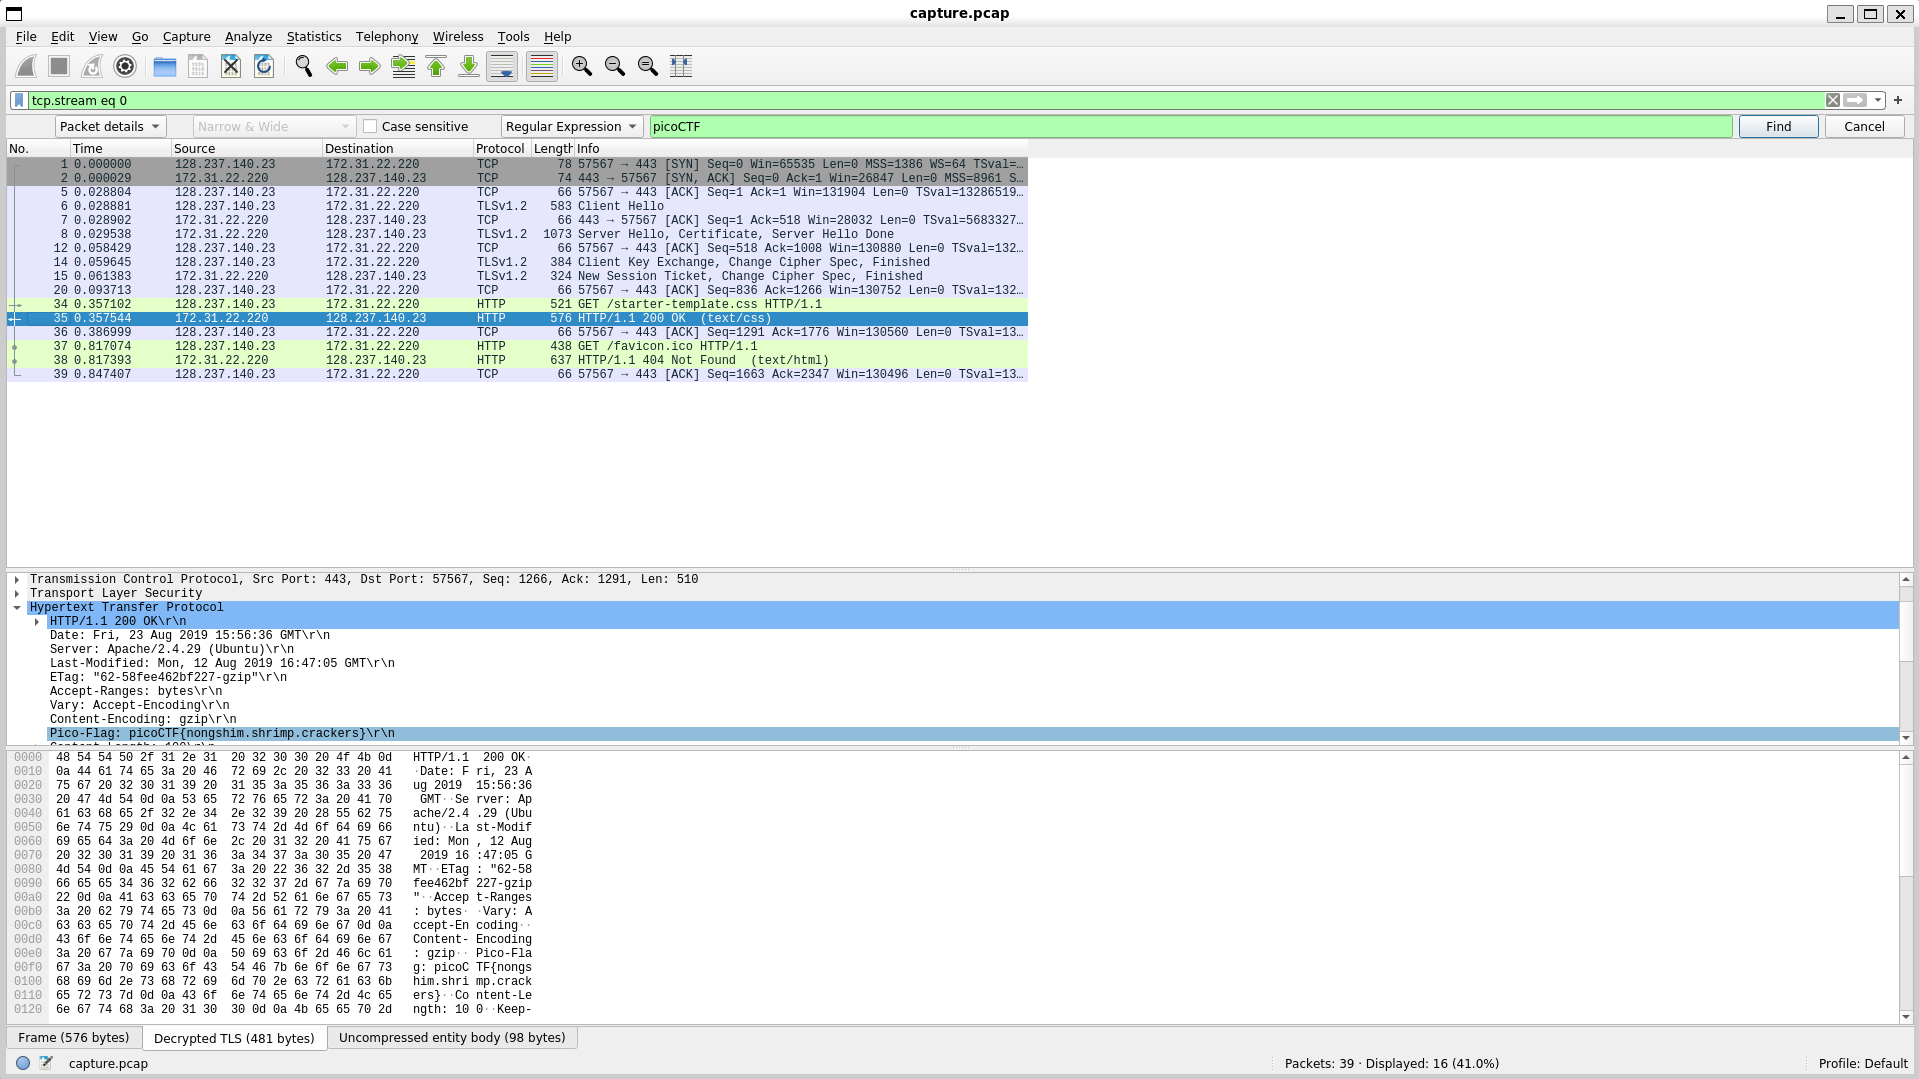 capture.pcap
File Edit View Go Capture Analyze Statistics Telephony Wireless Tools Help
tcp.stream eq 0
Packet details Narrow & Wide Case sensitive Regular Expression picoCTF Find Cancel
No. Time Source Destination Protocol Length Info
1 0.000000 128.237.140.23 172.31.22.220 TCP 78 57567 → 443 [SYN] Seq=0 Win=65535 Len=0 MSS=1386 WS=64 TSval=…
2 0.000029 172.31.22.220 128.237.140.23 TCP 74 443 → 57567 [SYN, ACK] Seq=0 Ack=1 Win=26847 Len=0 MSS=8961 S…
5 0.028804 128.237.140.23 172.31.22.220 TCP 66 57567 → 443 [ACK] Seq=1 Ack=1 Win=131904 Len=0 TSval=13286519…
6 0.028881 128.237.140.23 172.31.22.220 TLSv1.2 583 Client Hello
7 0.028902 172.31.22.220 128.237.140.23 TCP 66 443 → 57567 [ACK] Seq=1 Ack=518 Win=28032 Len=0 TSval=5683327…
8 0.029538 172.31.22.220 128.237.140.23 TLSv1.2 1073 Server Hello, Certificate, Server Hello Done
12 0.058429 128.237.140.23 172.31.22.220 TCP 66 57567 → 443 [ACK] Seq=518 Ack=1008 Win=130880 Len=0 TSval=132…
14 0.059645 128.237.140.23 172.31.22.220 TLSv1.2 384 Client Key Exchange, Change Cipher Spec, Finished
15 0.061383 172.31.22.220 128.237.140.23 TLSv1.2 324 New Session Ticket, Change Cipher Spec, Finished
20 0.093713 128.237.140.23 172.31.22.220 TCP 66 57567 → 443 [ACK] Seq=836 Ack=1266 Win=130752 Len=0 TSval=132…
34 0.357102 128.237.140.23 172.31.22.220 HTTP 521 GET /starter-template.css HTTP/1.1
35 0.357544 172.31.22.220 128.237.140.23 HTTP 576 HTTP/1.1 200 OK (text/css)
36 0.386999 128.237.140.23 172.31.22.220 TCP 66 57567 → 443 [ACK] Seq=1291 Ack=1776 Win=130560 Len=0 TSval=13…
37 0.817074 128.237.140.23 172.31.22.220 HTTP 438 GET /favicon.ico HTTP/1.1
38 0.817393 172.31.22.220 128.237.140.23 HTTP 637 HTTP/1.1 404 Not Found (text/html)
39 0.847407 128.237.140.23 172.31.22.220 TCP 66 57567 → 443 [ACK] Seq=1663 Ack=2347 Win=130496 Len=0 TSval=13…
Transmission Control Protocol, Src Port: 443, Dst Port: 57567, Seq: 1266, Ack: 1291, Len: 510
Transport Layer Security
Hypertext Transfer Protocol
HTTP/1.1 200 OK\r\n
Date: Fri, 23 Aug 2019 15:56:36 GMT\r\n
Server: Apache/2.4.29 (Ubuntu)\r\n
Last-Modified: Mon, 12 Aug 2019 16:47:05 GMT\r\n
ETag: "62-58fee462bf227-gzip"\r\n
Accept-Ranges: bytes\r\n
Vary: Accept-Encoding\r\n
Content-Encoding: gzip\r\n
Pico-Flag: picoCTF{nongshim.shrimp.crackers}\r\n
Content-Length: 100\r\n
0000 48 54 54 50 2f 31 2e 31 20 32 30 30 20 4f 4b 0d HTTP/1.1 200 OK·
0010 0a 44 61 74 65 3a 20 46 72 69 2c 20 32 33 20 41 ·Date: F ri, 23 A
0020 75 67 20 32 30 31 39 20 31 35 3a 35 36 3a 33 36 ug 2019 15:56:36
0030 20 47 4d 54 0d 0a 53 65 72 76 65 72 3a 20 41 70 GMT··Se rver: Ap
0040 61 63 68 65 2f 32 2e 34 2e 32 39 20 28 55 62 75 ache/2.4 .29 (Ubu
0050 6e 74 75 29 0d 0a 4c 61 73 74 2d 4d 6f 64 69 66 ntu)··La st-Modif
0060 69 65 64 3a 20 4d 6f 6e 2c 20 31 32 20 41 75 67 ied: Mon , 12 Aug
0070 20 32 30 31 39 20 31 36 3a 34 37 3a 30 35 20 47 2019 16 :47:05 G
0080 4d 54 0d 0a 45 54 61 67 3a 20 22 36 32 2d 35 38 MT··ETag : "62-58
0090 66 65 65 34 36 32 62 66 32 32 37 2d 67 7a 69 70 fee462bf 227-gzip
00a0 22 0d 0a 41 63 63 65 70 74 2d 52 61 6e 67 65 73 "··Accep t-Ranges
00b0 3a 20 62 79 74 65 73 0d 0a 56 61 72 79 3a 20 41 : bytes· ·Vary: A
00c0 63 63 65 70 74 2d 45 6e 63 6f 64 69 6e 67 0d 0a ccept-En coding··
00d0 43 6f 6e 74 65 6e 74 2d 45 6e 63 6f 64 69 6e 67 Content- Encoding
00e0 3a 20 67 7a 69 70 0d 0a 50 69 63 6f 2d 46 6c 61 : gzip·· Pico-Fla
00f0 67 3a 20 70 69 63 6f 43 54 46 7b 6e 6f 6e 67 73 g: picoC TF{nongs
0100 68 69 6d 2e 73 68 72 69 6d 70 2e 63 72 61 63 6b him.shri mp.crack
0110 65 72 73 7d 0d 0a 43 6f 6e 74 65 6e 74 2d 4c 65 ers}··Co ntent-Le
0120 6e 67 74 68 3a 20 31 30 30 0d 0a 4b 65 65 70 2d ngth: 10 0··Keep-
Frame (576 bytes) Decrypted TLS (481 bytes) Uncompressed entity body (98 bytes)
capture.pcap Packets: 39 · Displayed: 16 (41.0%) Profile: Default